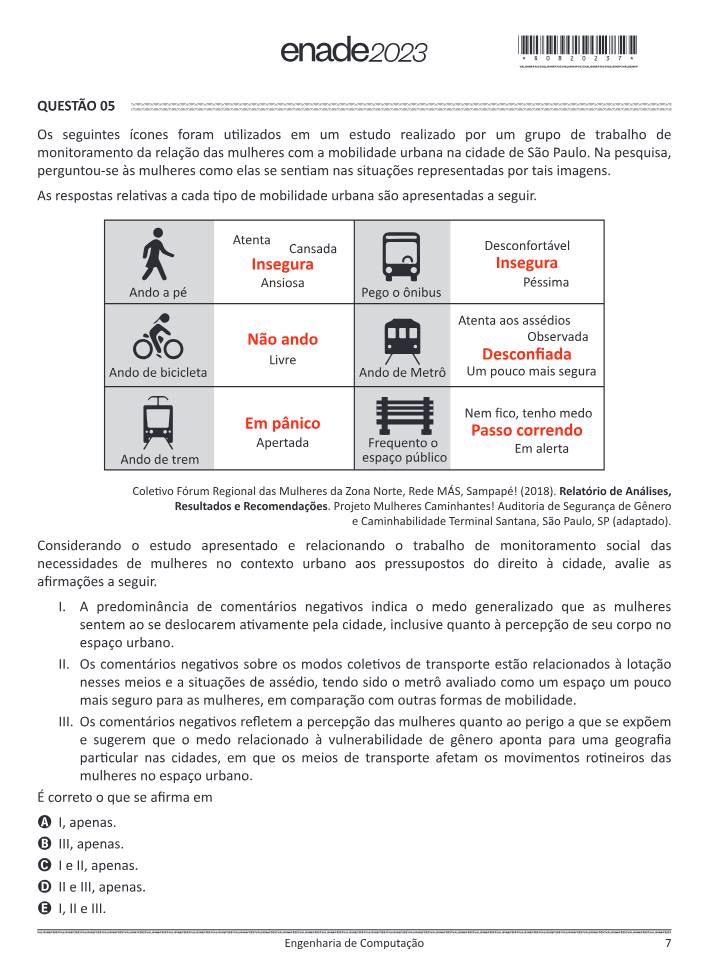 enade2023
*R0820237*
QUESTÃO 05
Os seguintes ícones foram utilizados em um estudo realizado por um grupo de trabalho de
monitoramento da relação das mulheres com a mobilidade urbana na cidade de São Paulo. Na pesquisa,
perguntou-se às mulheres como elas se sentiam nas situações representadas por tais imagens.
As respostas relativas a cada tipo de mobilidade urbana são apresentadas a seguir.
Ando a pé
Atenta
Cansada
Insegura
Ansiosa
Pego o ônibus
Desconfortável
Insegura
Péssima
Ando de bicicleta
Não ando
Livre
Ando de Metrô
Atenta aos assédios
Observada
Desconfiada
Um pouco mais segura
Ando de trem
Em pânico
Apertada
Frequento o
espaço público
Nem fico, tenho medo
Passo correndo
Em alerta
Coletivo Fórum Regional das Mulheres da Zona Norte, Rede MÁS, Sampapé! (2018). Relatório de Análises,
Resultados e Recomendações. Projeto Mulheres Caminhantes! Auditoria de Segurança de Gênero
e Caminhabilidade Terminal Santana, São Paulo, SP (adaptado).
Considerando o estudo apresentado e relacionando o trabalho de monitoramento social das
necessidades de mulheres no contexto urbano aos pressupostos do direito à cidade, avalie as
afirmações a seguir.
I. A predominância de comentários negativos indica o medo generalizado que as mulheres
sentem ao se deslocarem ativamente pela cidade, inclusive quanto à percepção de seu corpo no
espaço urbano.
II. Os comentários negativos sobre os modos coletivos de transporte estão relacionados à lotação
nesses meios e a situações de assédio, tendo sido o metrô avaliado como um espaço um pouco
mais seguro para as mulheres, em comparação com outras formas de mobilidade.
III. Os comentários negativos refletem a percepção das mulheres quanto ao perigo a que se expõem
e sugerem que o medo relacionado à vulnerabilidade de gênero aponta para uma geografia
particular nas cidades, em que os meios de transporte afetam os movimentos rotineiros das
mulheres no espaço urbano.
É correto o que se afirma em
A I, apenas.
B III, apenas.
C I e II, apenas.
D II e III, apenas.
E I, II e III.
Engenharia de Computação
7